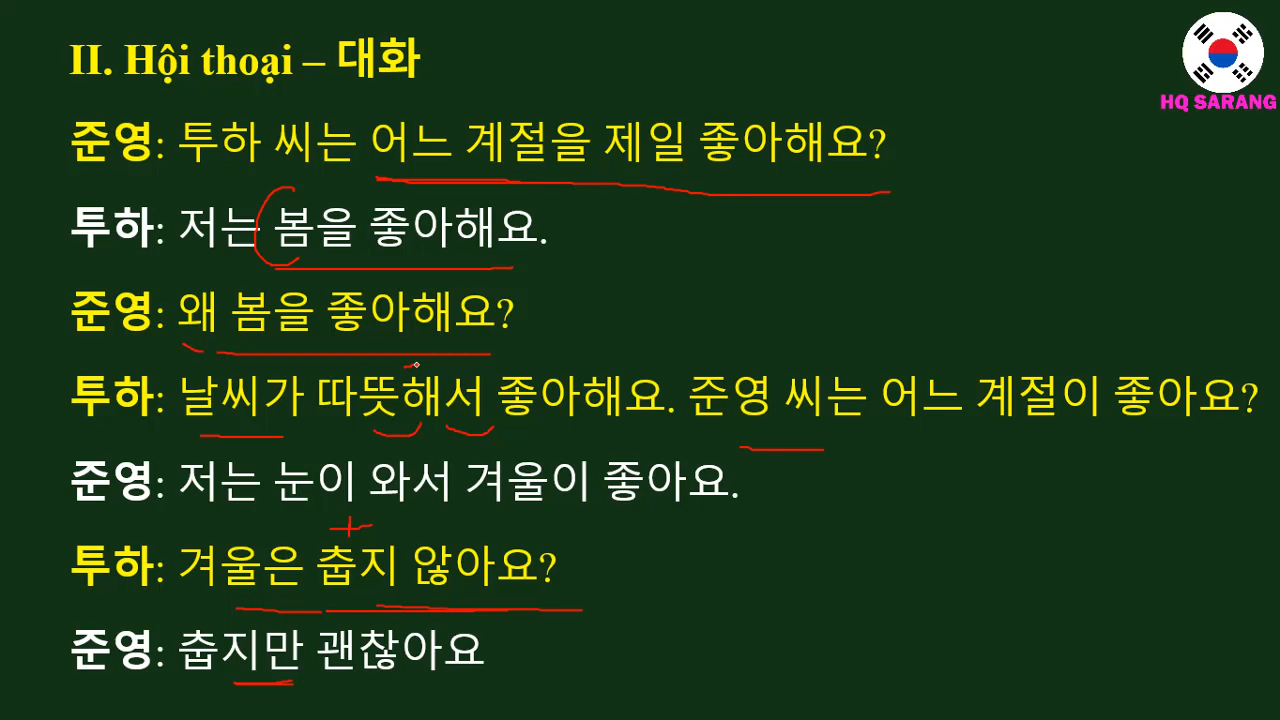 II. Hội thoại – 대화
HQ SARANG
준영: 투하 씨는 어느 계절을 제일 좋아해요?
투하: 저는 봄을 좋아해요.
준영: 왜 봄을 좋아해요?
투하: 날씨가 따뜻해서 좋아해요. 준영 씨는 어느 계절이 좋아요?
준영: 저는 눈이 와서 겨울이 좋아요.
투하: 겨울은 춥지 않아요?
준영: 춥지만 괜찮아요